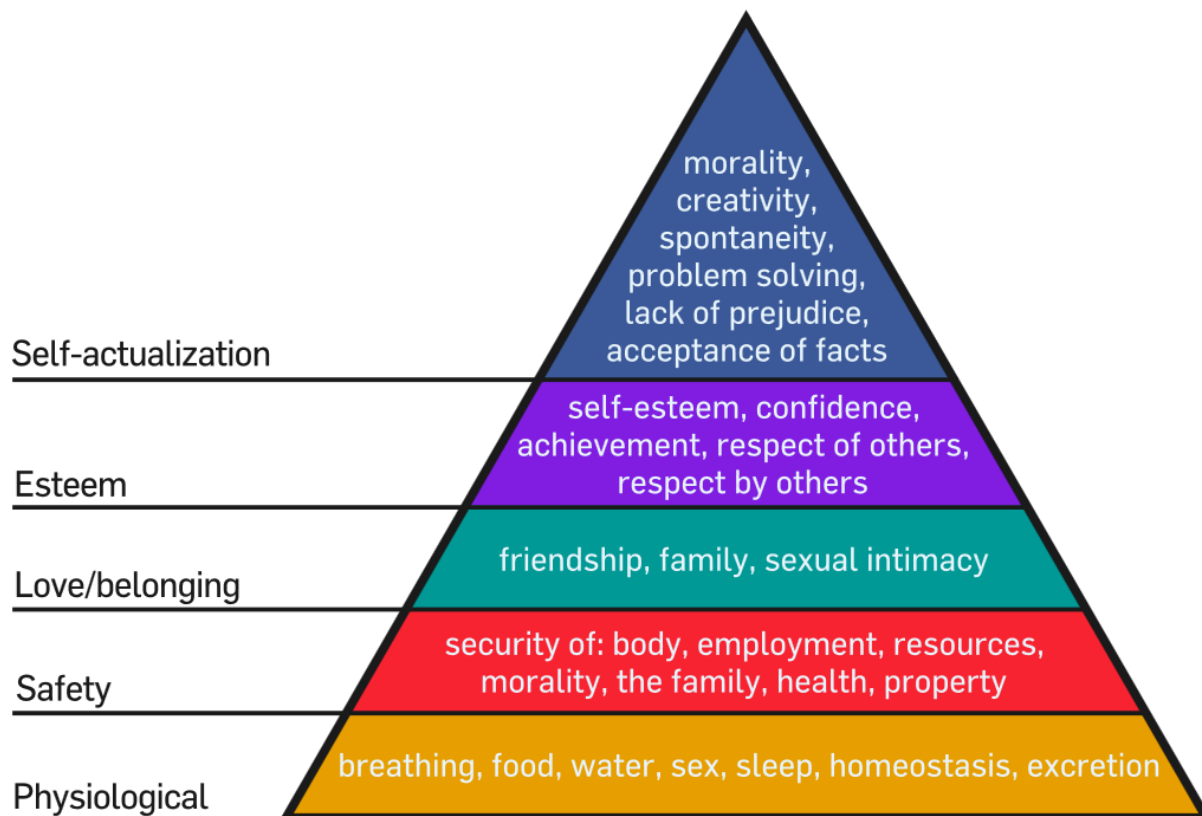 morality,
creativity,
spontaneity,
problem solving,
lack of prejudice,
acceptance of facts
Self-actualization
self-esteem, confidence,
achievement, respect of others,
respect by others
Esteem
friendship, family, sexual intimacy
Love/belonging
security of: body, employment, resources,
morality, the family, health, property
Safety
breathing, food, water, sex, sleep, homeostasis, excretion
Physiological